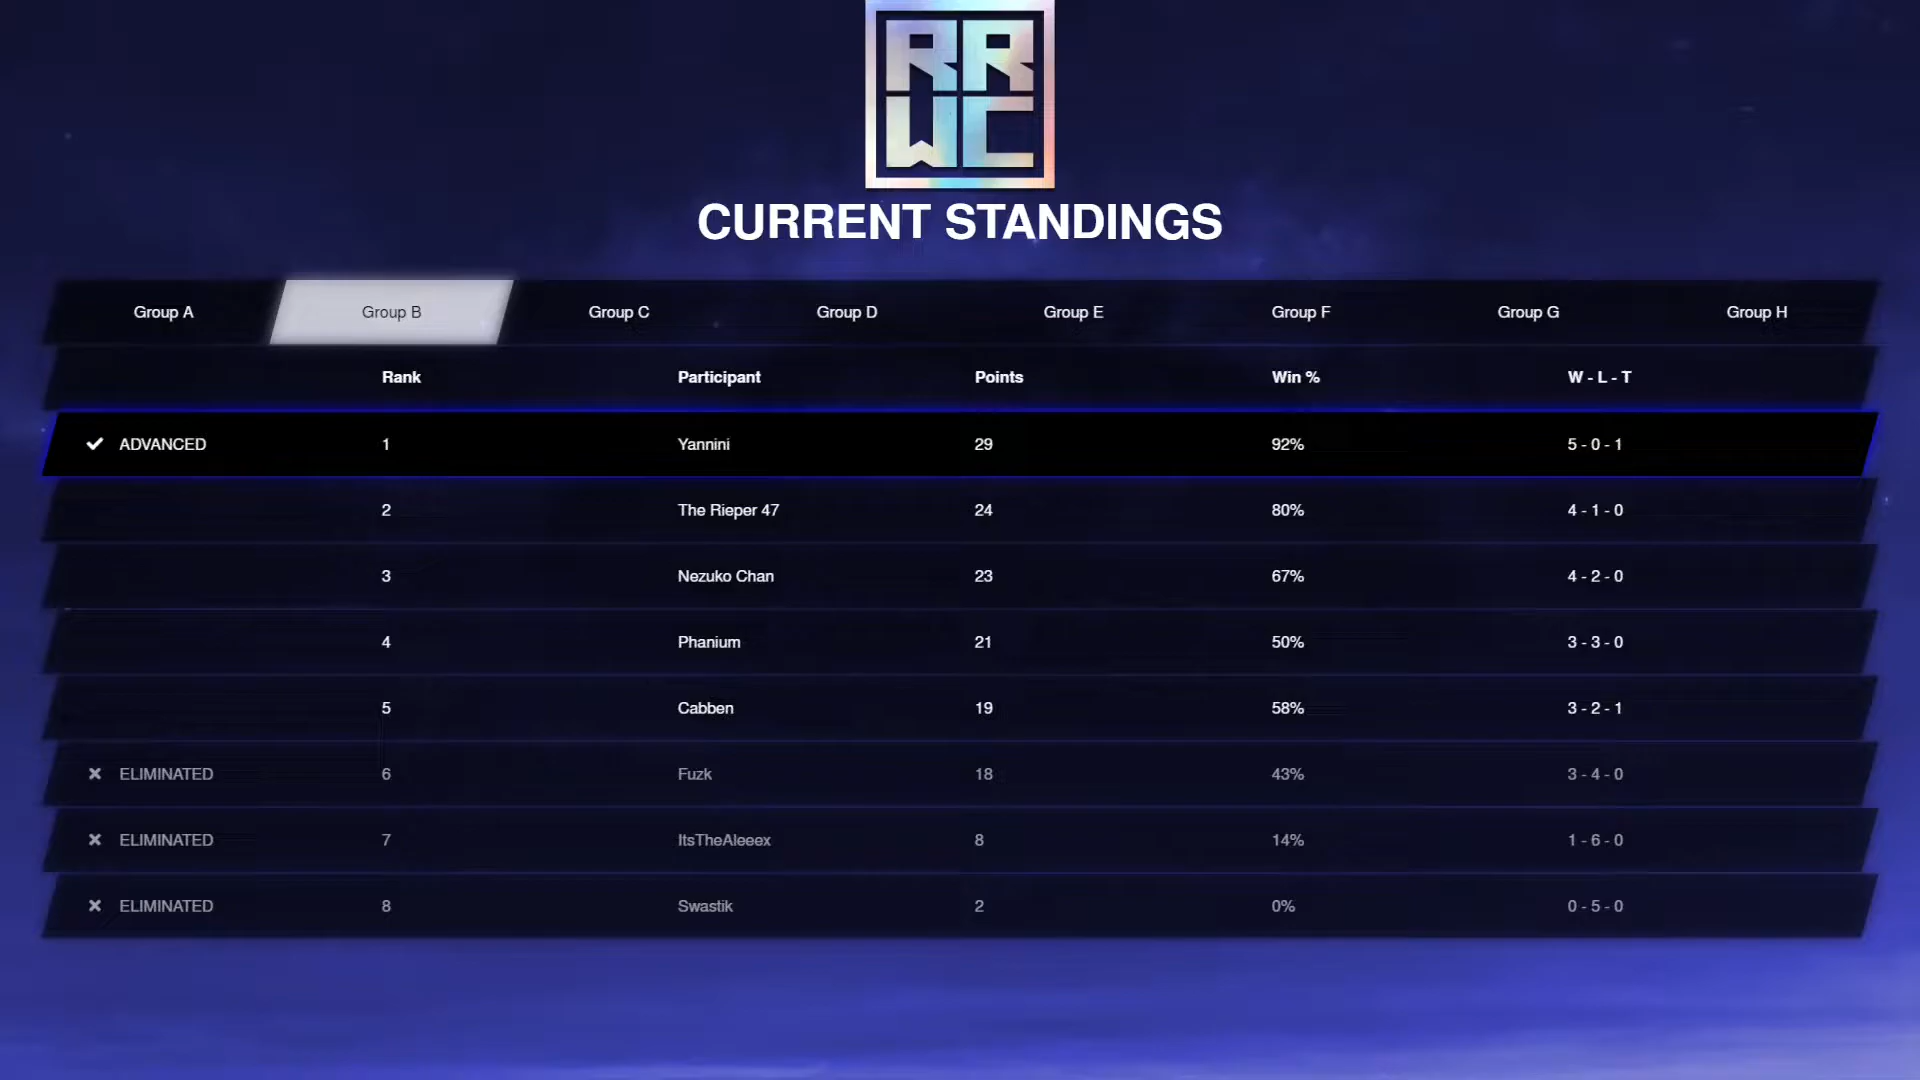 RR
WC
CURRENT STANDINGS
Group A Group B Group C Group D Group E Group F Group G Group H
Rank Participant Points Win % W - L - T
ADVANCED 1 Yannini 29 92% 5 - 0 - 1
2 The Rieper 47 24 80% 4 - 1 - 0
3 Nezuko Chan 23 67% 4 - 2 - 0
4 Phanium 21 50% 3 - 3 - 0
5 Cabben 19 58% 3 - 2 - 1
ELIMINATED 6 Fuzk 18 43% 3 - 4 - 0
ELIMINATED 7 ItsTheAleeex 8 14% 1 - 6 - 0
ELIMINATED 8 Swastik 2 0% 0 - 5 - 0